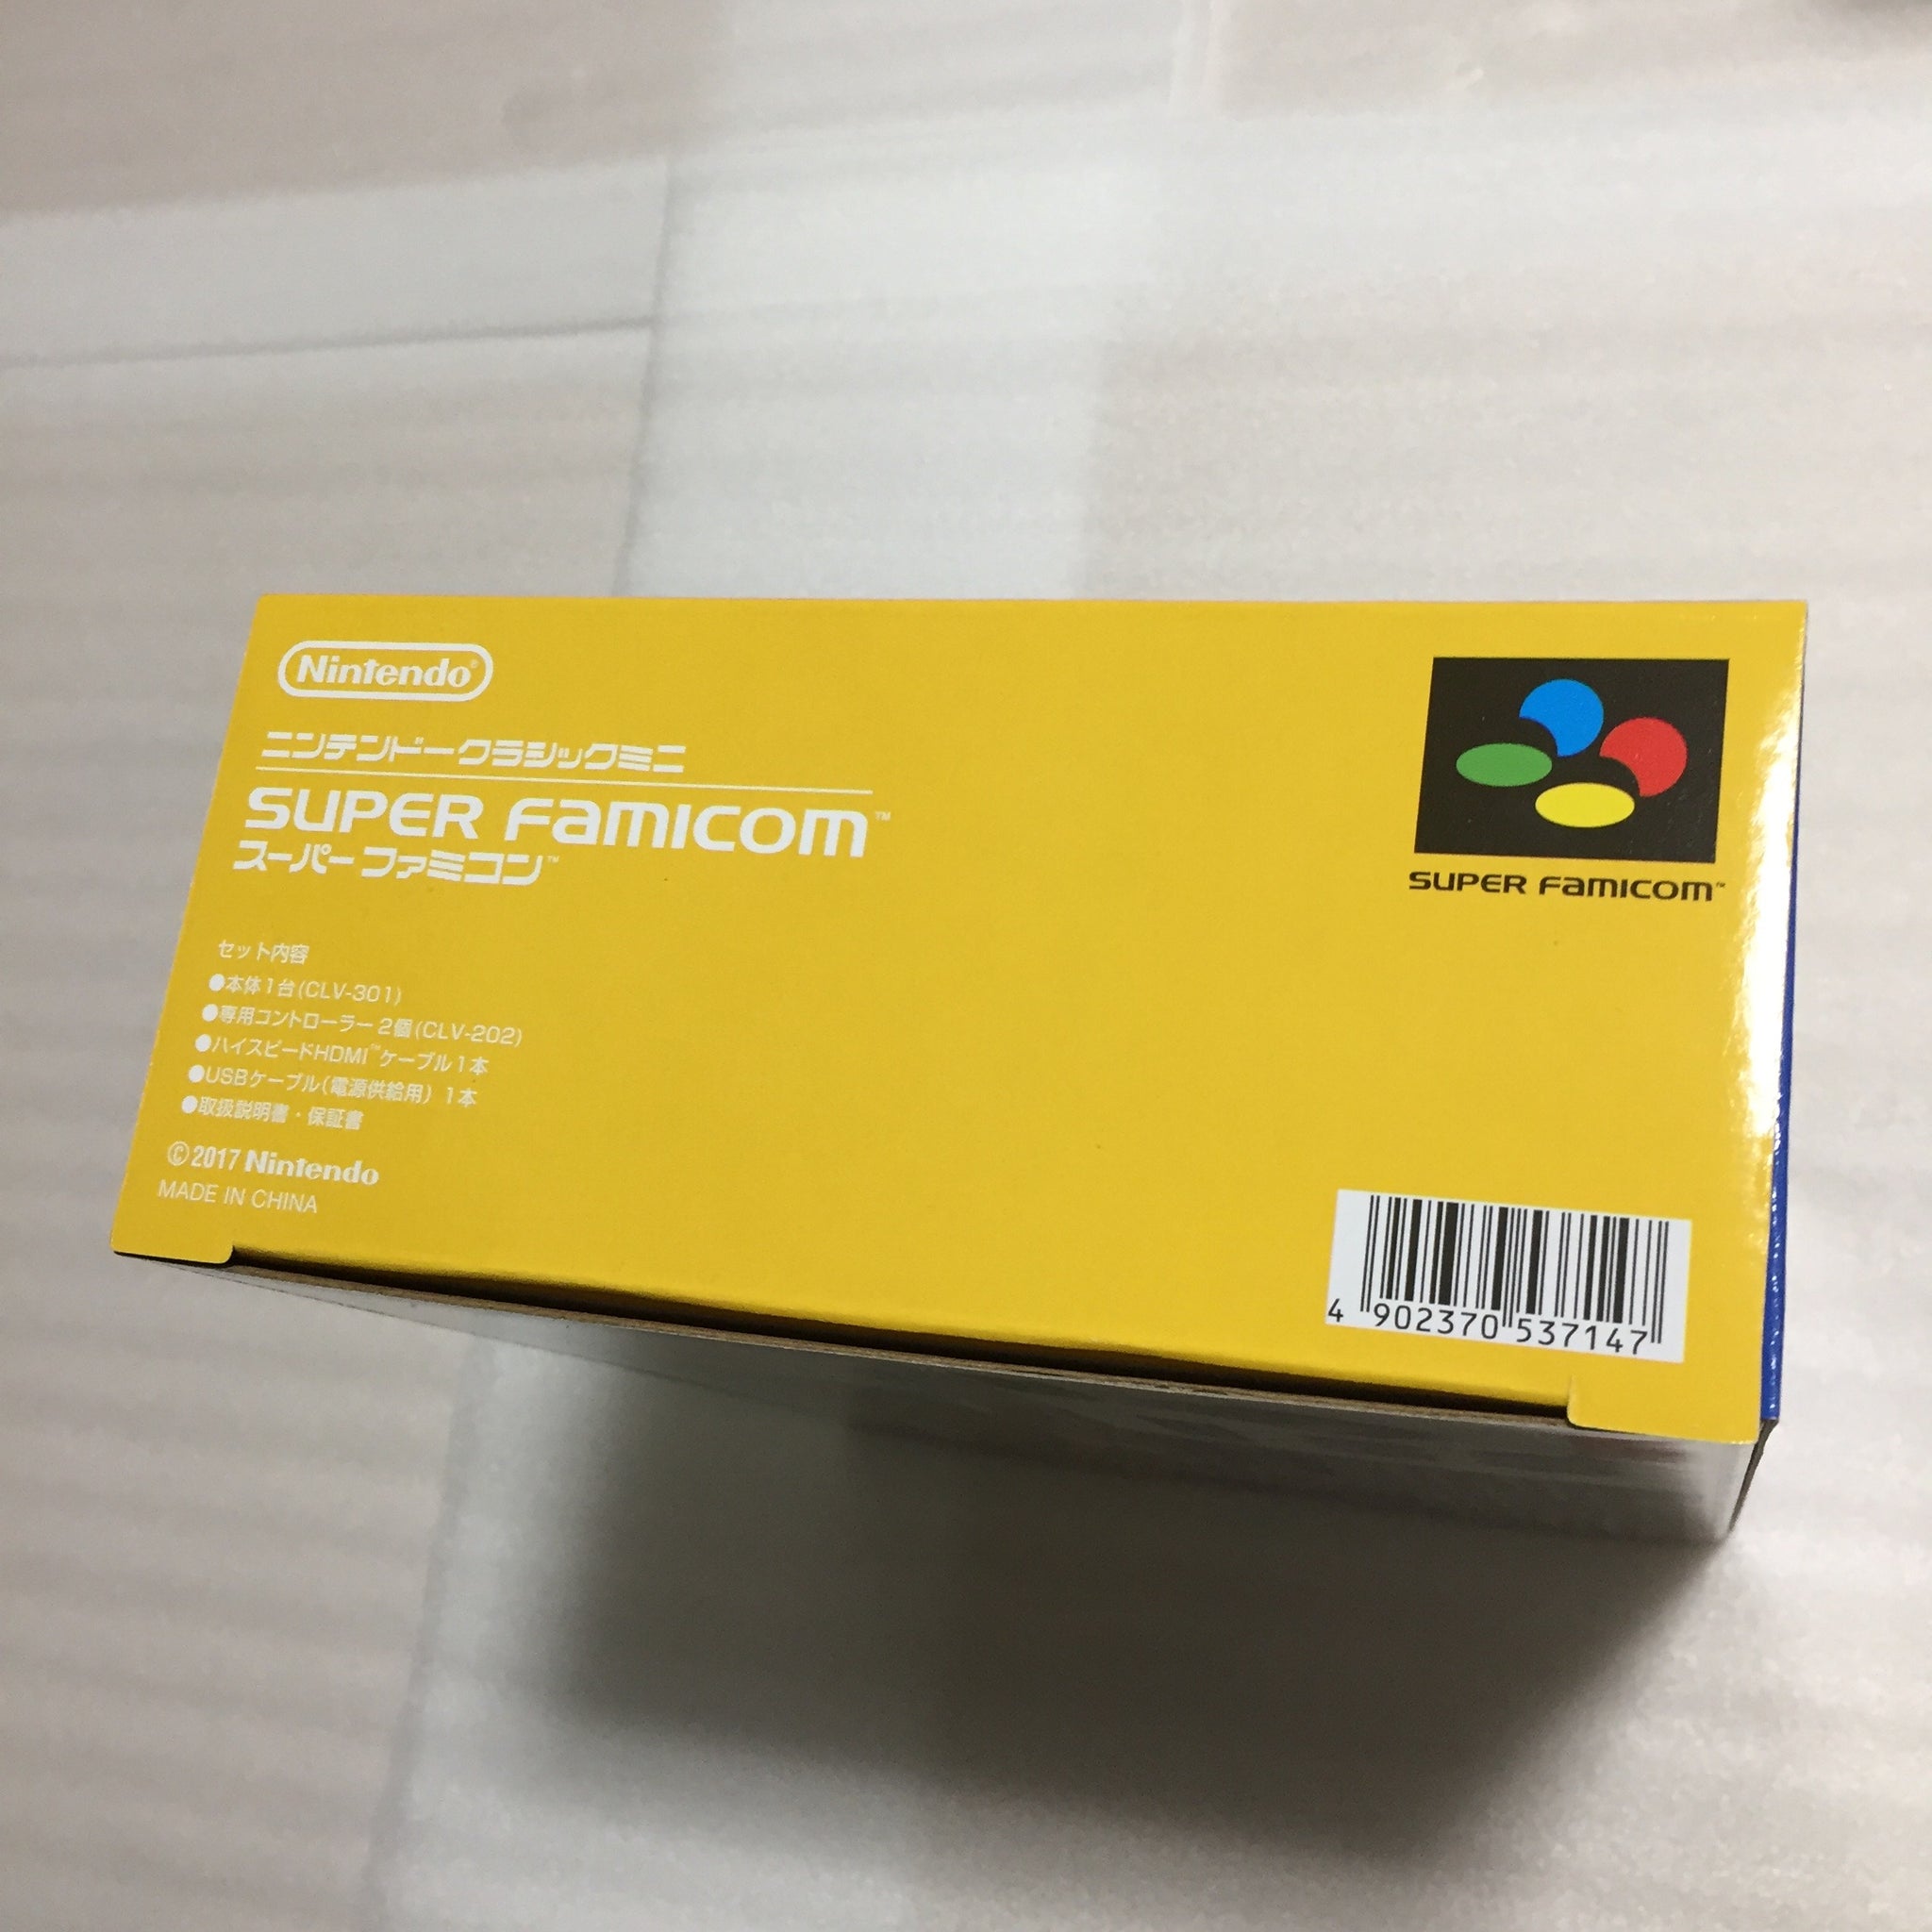 Nintendo®
ニンテンドークラシックミニ
SUPER FAMICOM™
スーパーファミコン™
セット内容
●本体1台(CLV-301)
●専用コントローラー2個(CLV-202)
●ハイスピードHDMI™ケーブル1本
●USBケーブル(電源供給用) 1本
●取扱説明書・保証書
©2017 Nintendo
MADE IN CHINA
SUPER FAMICOM™
4 902370 537147